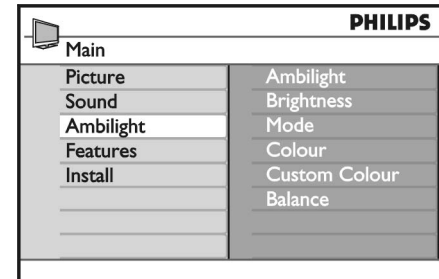 PHILIPS
Main
Picture
Sound
Ambilight
Features
Install
Ambilight
Brightness
Mode
Colour
Custom Colour
Balance